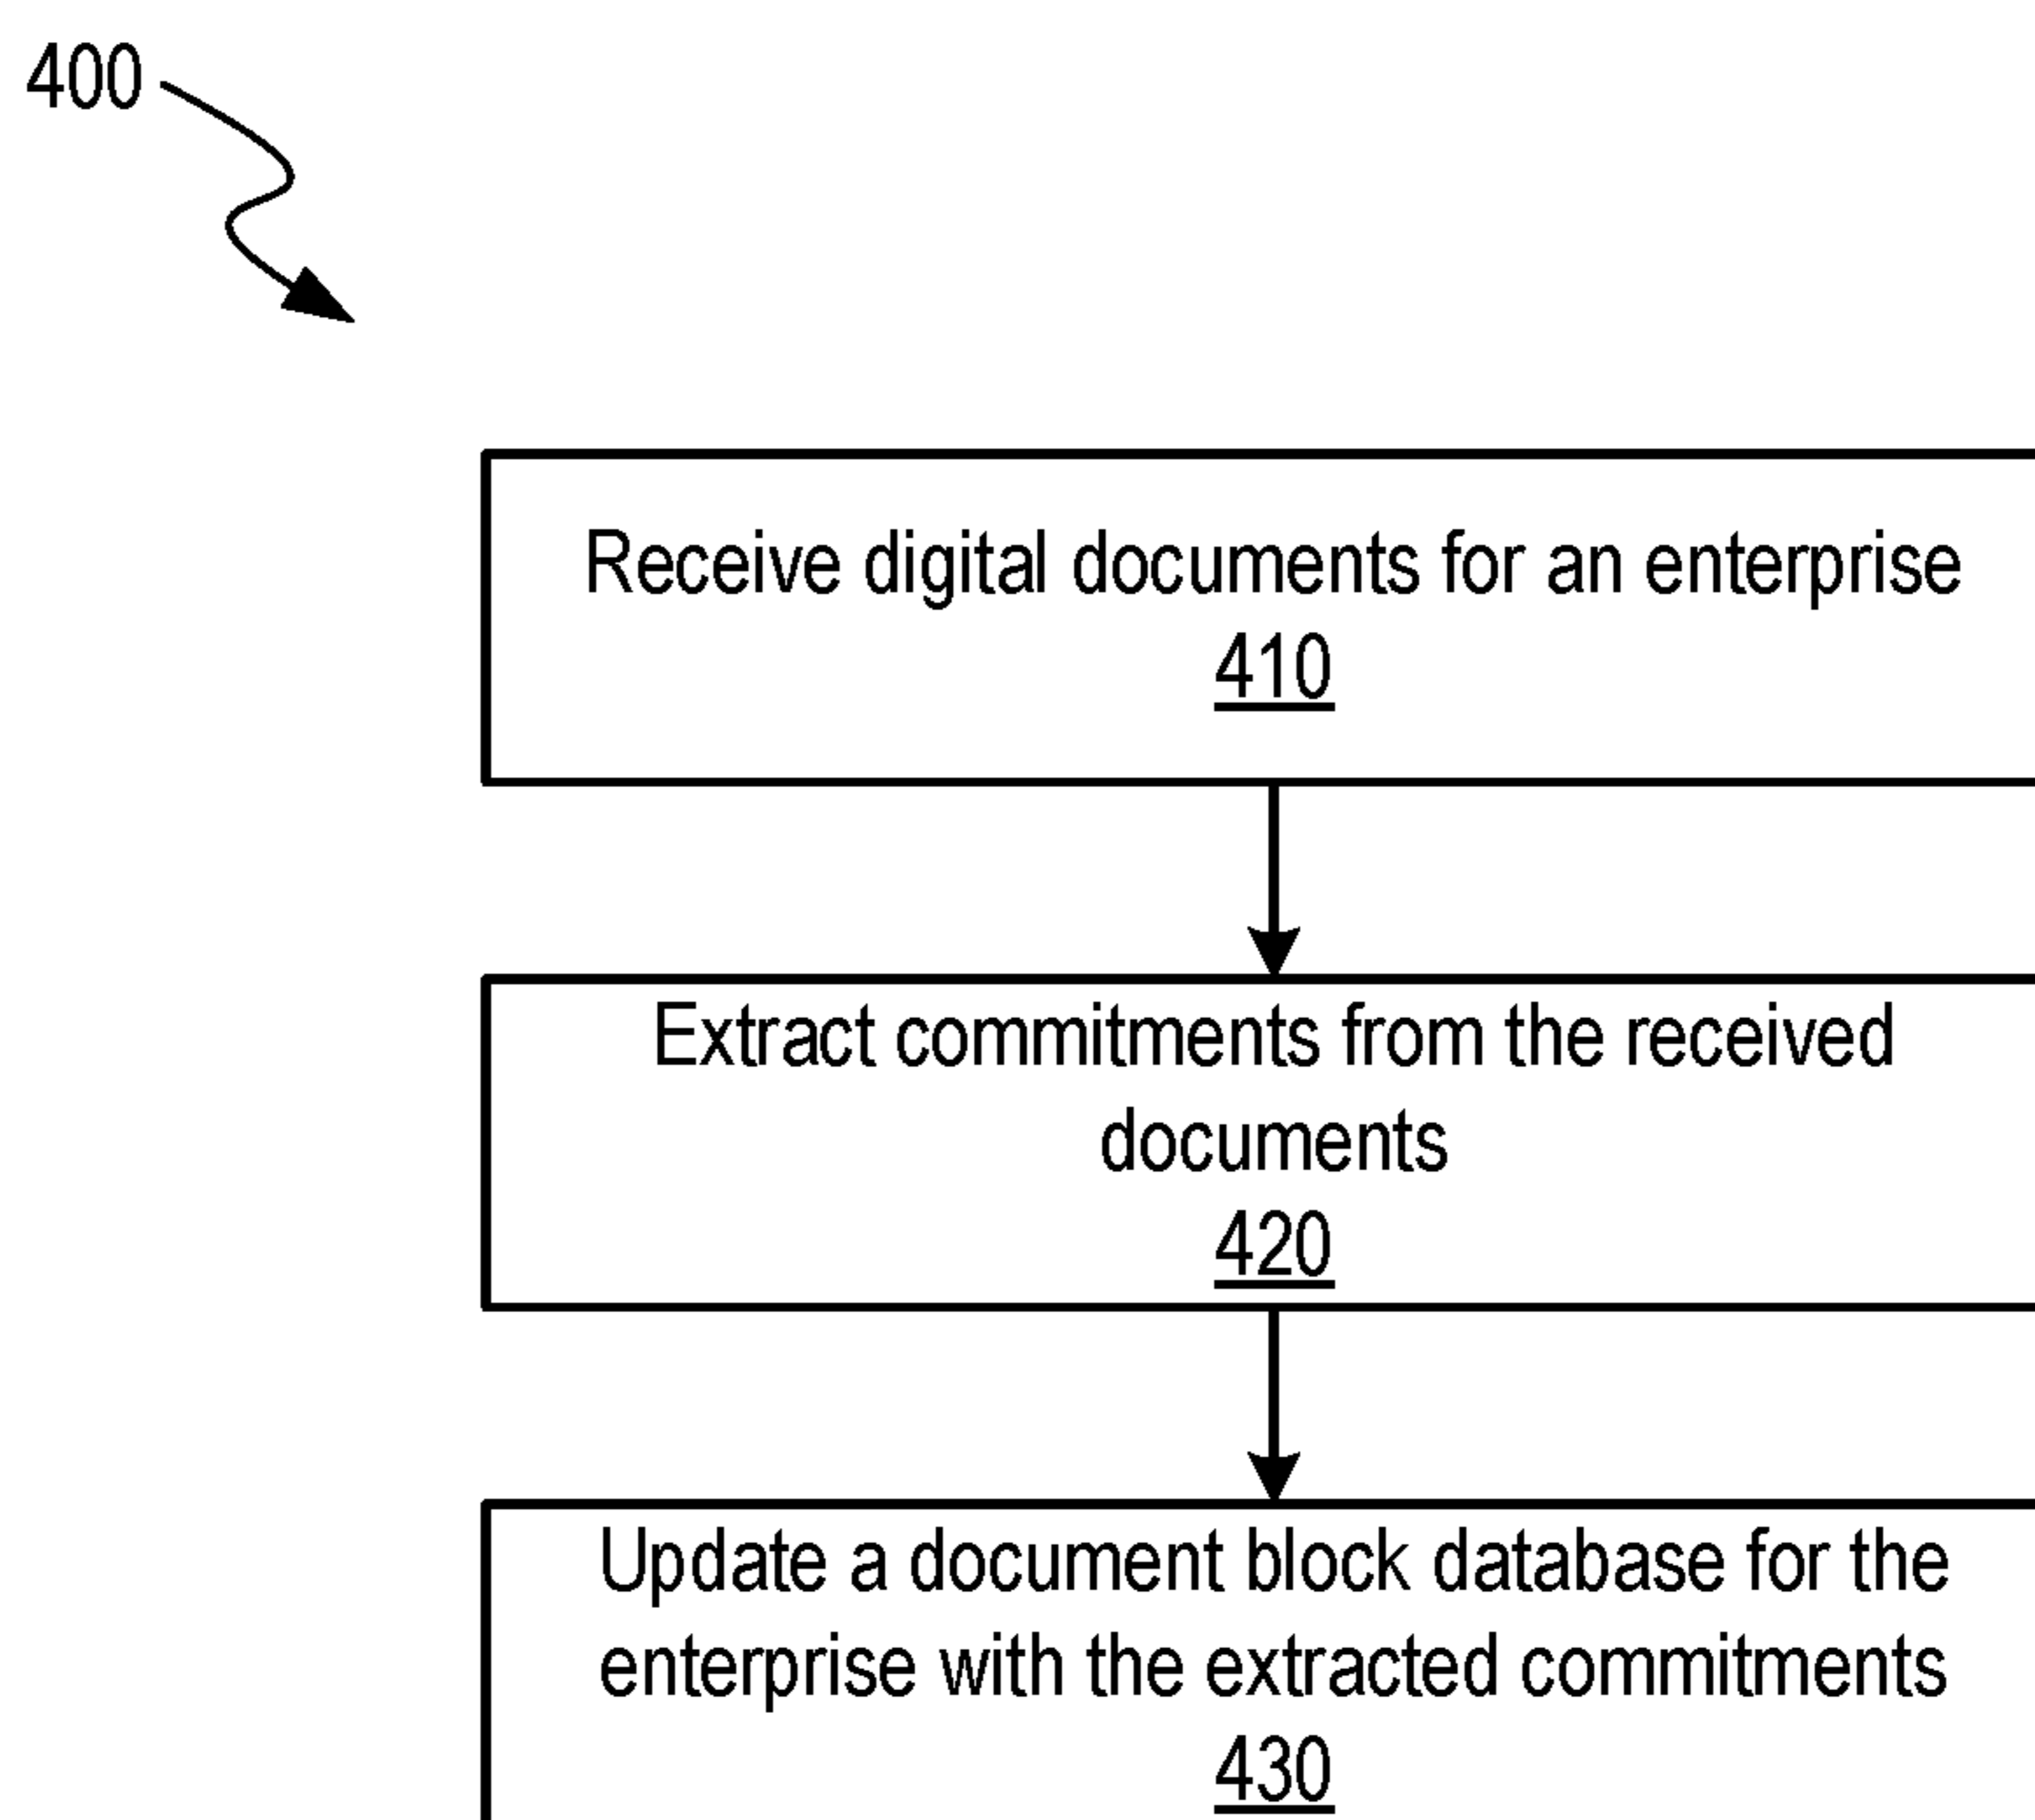 400
Receive digital documents for an enterprise
410
Extract commitments from the received
documents
420
Update a document block database for the
enterprise with the extracted commitments
430